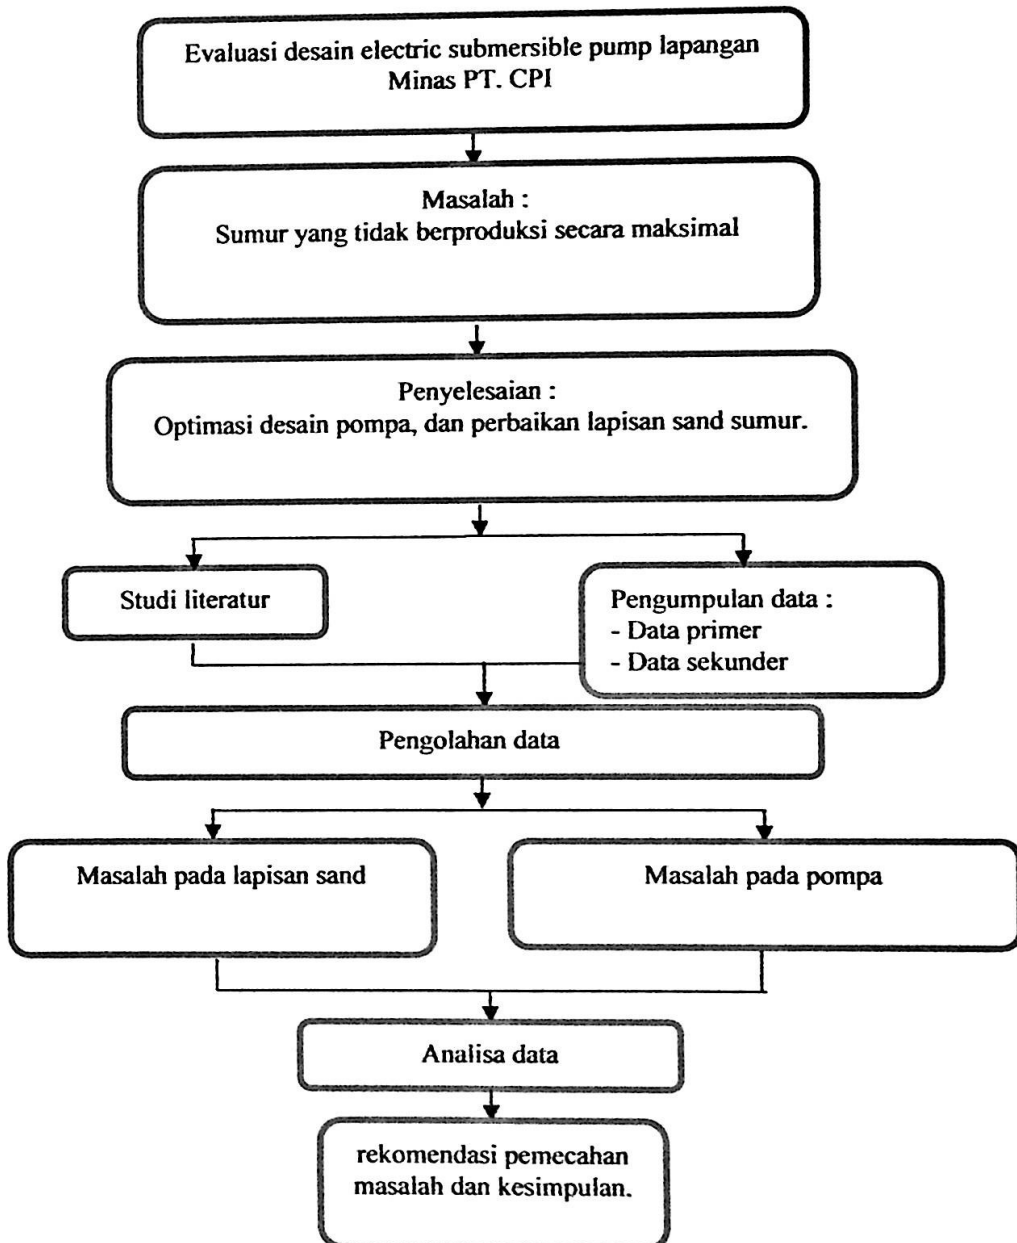 Evaluasi desain electric submersible pump lapangan
Minas PT. CPI
Masalah :
Sumur yang tidak berproduksi secara maksimal
Penyelesaian :
Optimasi desain pompa, dan perbaikan lapisan sand sumur.
Studi literatur
Pengumpulan data :
- Data primer
- Data sekunder
Pengolahan data
Masalah pada lapisan sand
Masalah pada pompa
Analisa data
rekomendasi pemecahan
masalah dan kesimpulan.